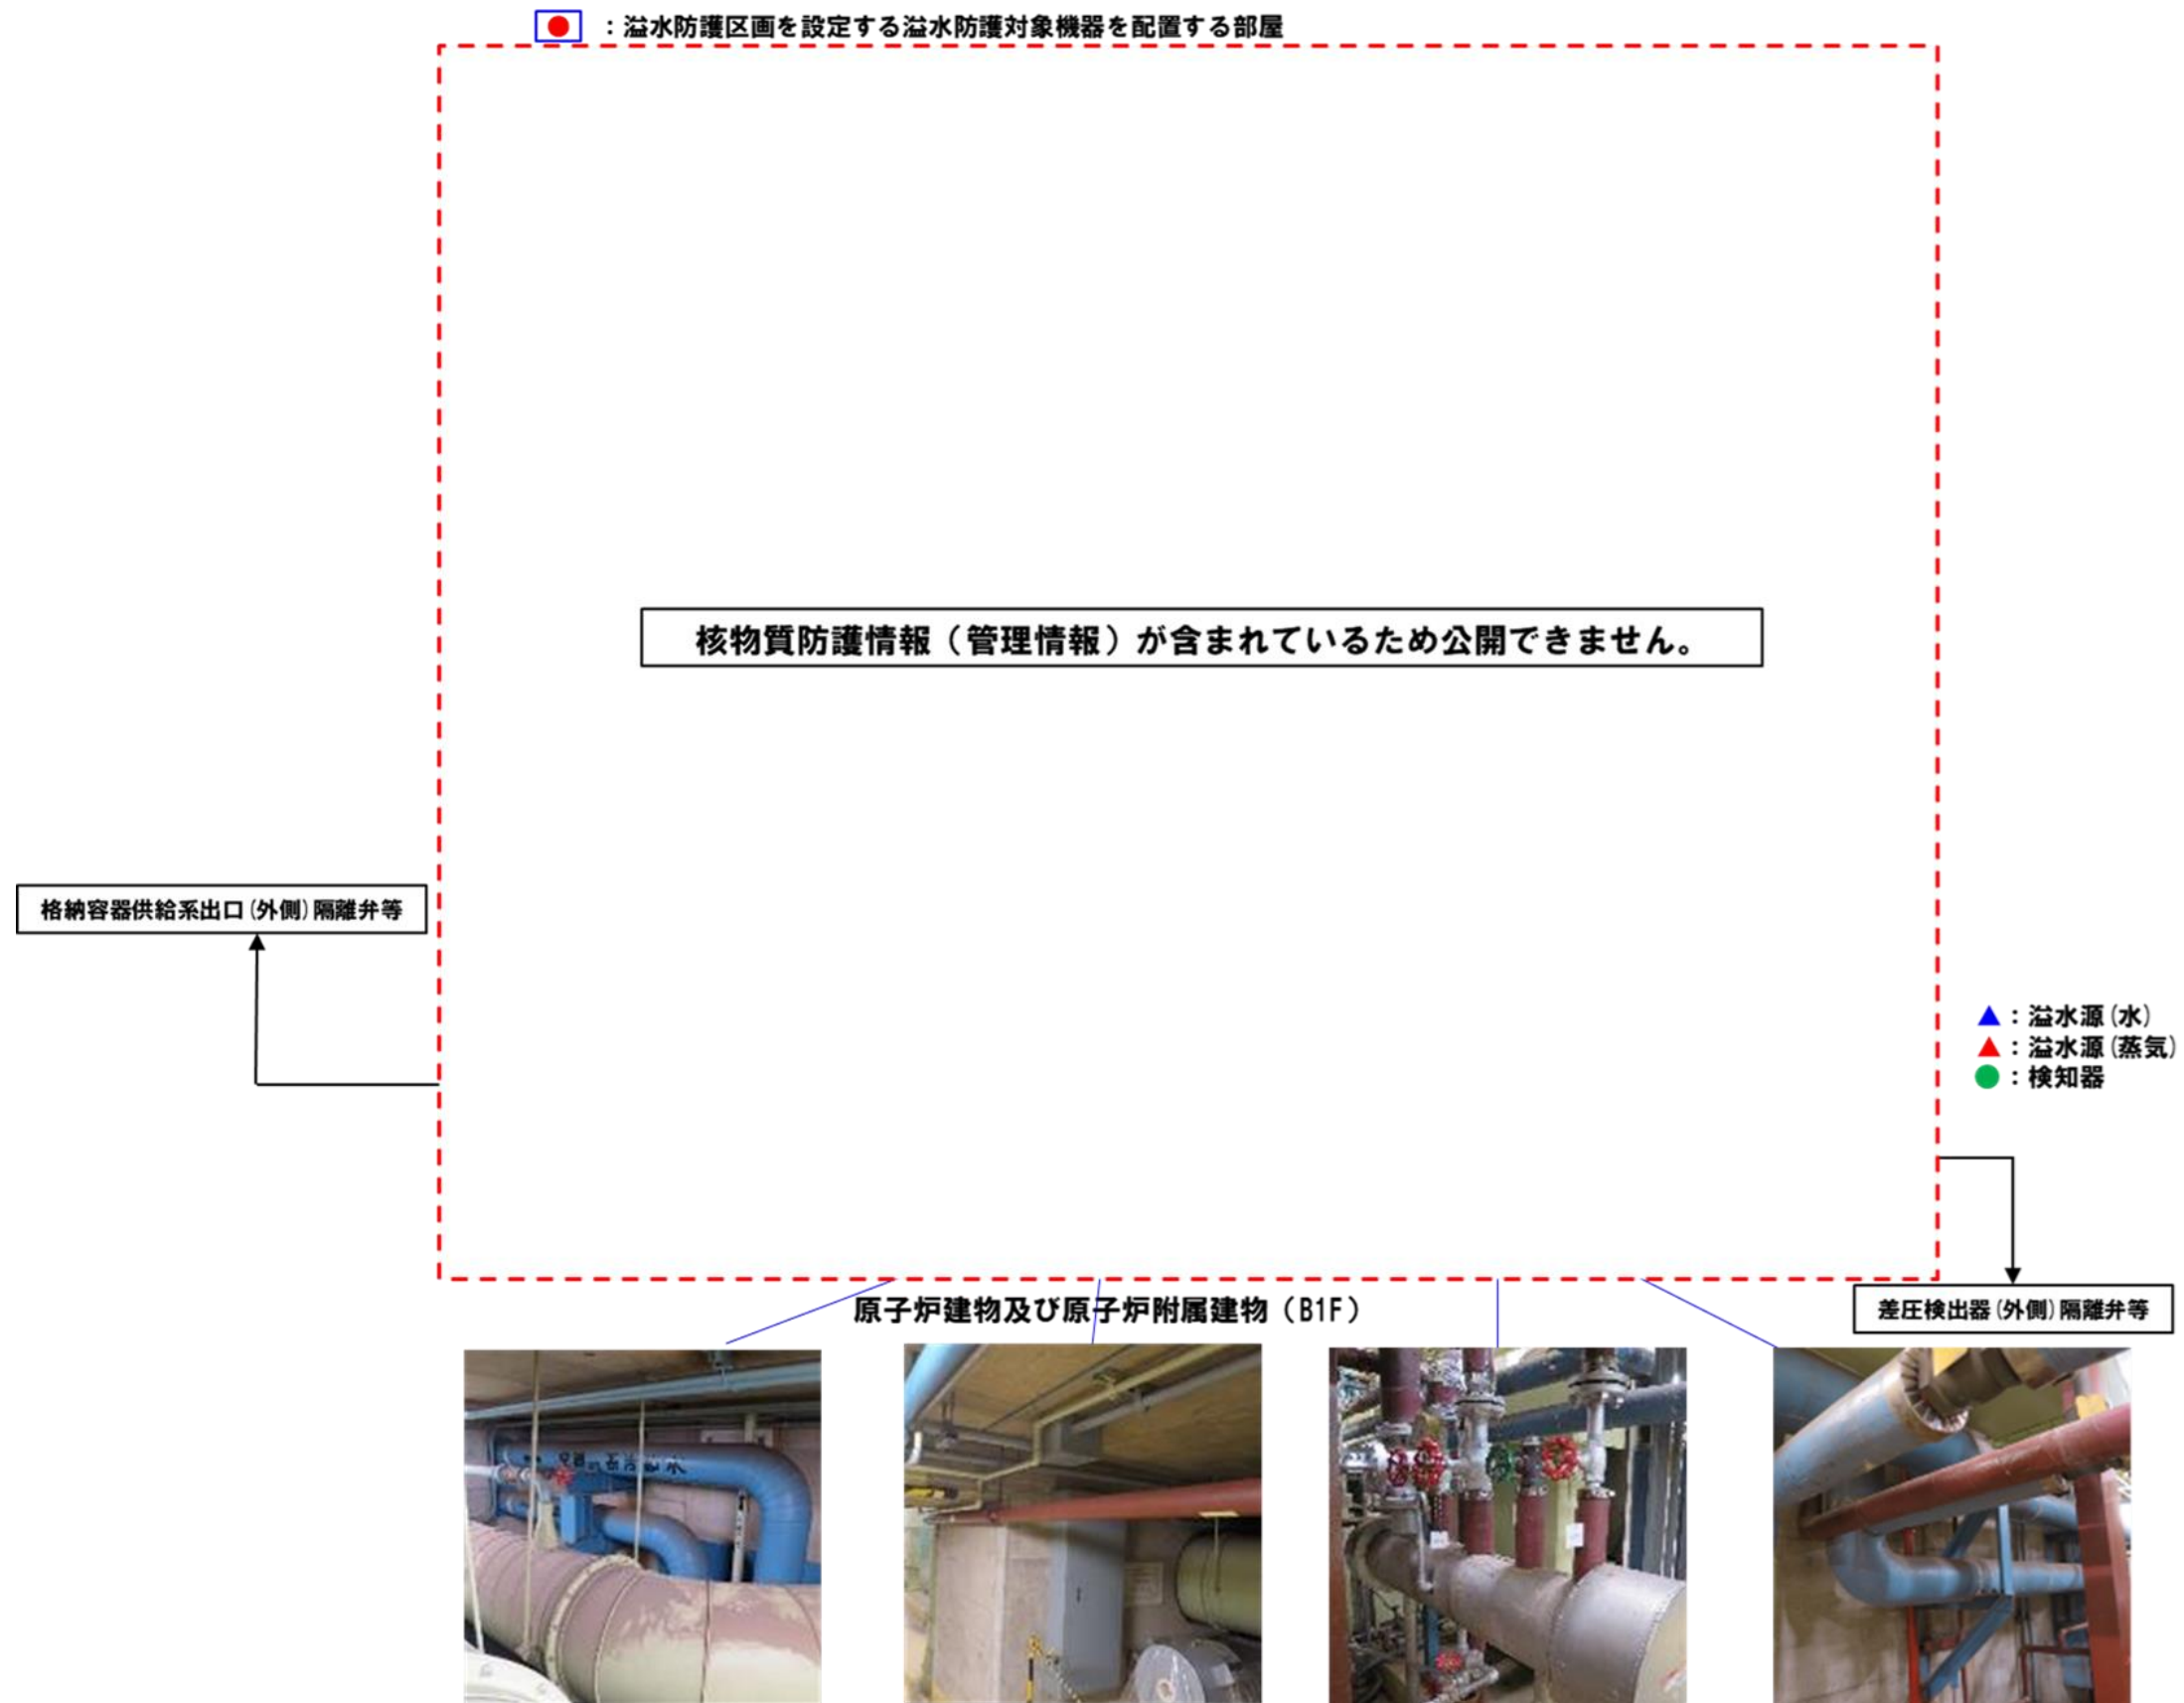 ：溢水防護区画を設定する溢水防護対象機器を配置する部屋
核物質防護情報（管理情報）が含まれているため公開できません。
格納容器供給系出口(外側)隔離弁等
▲：溢水源(水)
▲：溢水源(蒸気)
●：検知器
原子炉建物及び原子炉附属建物（B1F）
差圧検出器(外側)隔離弁等